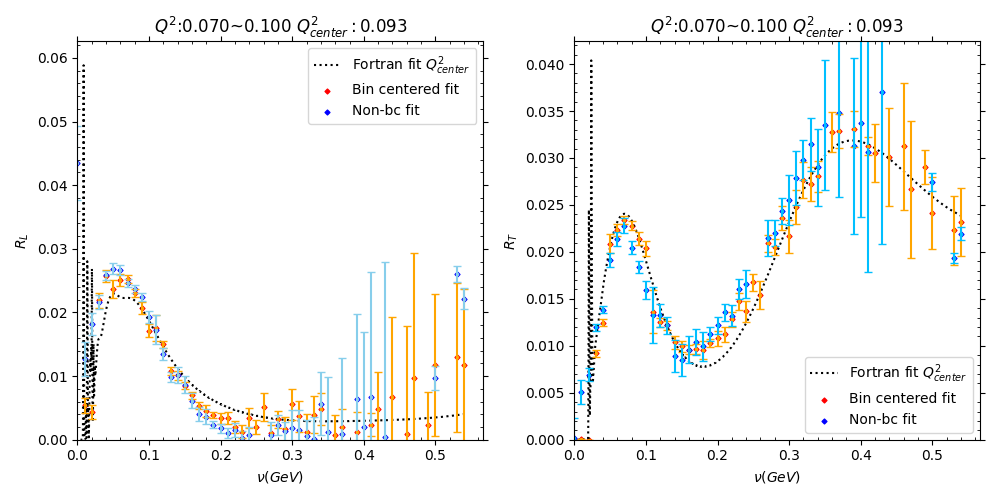 Q²:0.070~0.100 Q²center : 0.093
0.06
0.05
0.04
0.03
0.02
0.01
0.00
R_L
0.0 0.1 0.2 0.3 0.4 0.5
ν(GeV)
Fortran fit Q²center
Bin centered fit
Non-bc fit
Q²:0.070~0.100 Q²center : 0.093
0.040
0.035
0.030
0.025
0.020
0.015
0.010
0.005
0.000
R_T
0.0 0.1 0.2 0.3 0.4 0.5
ν(GeV)
Fortran fit Q²center
Bin centered fit
Non-bc fit